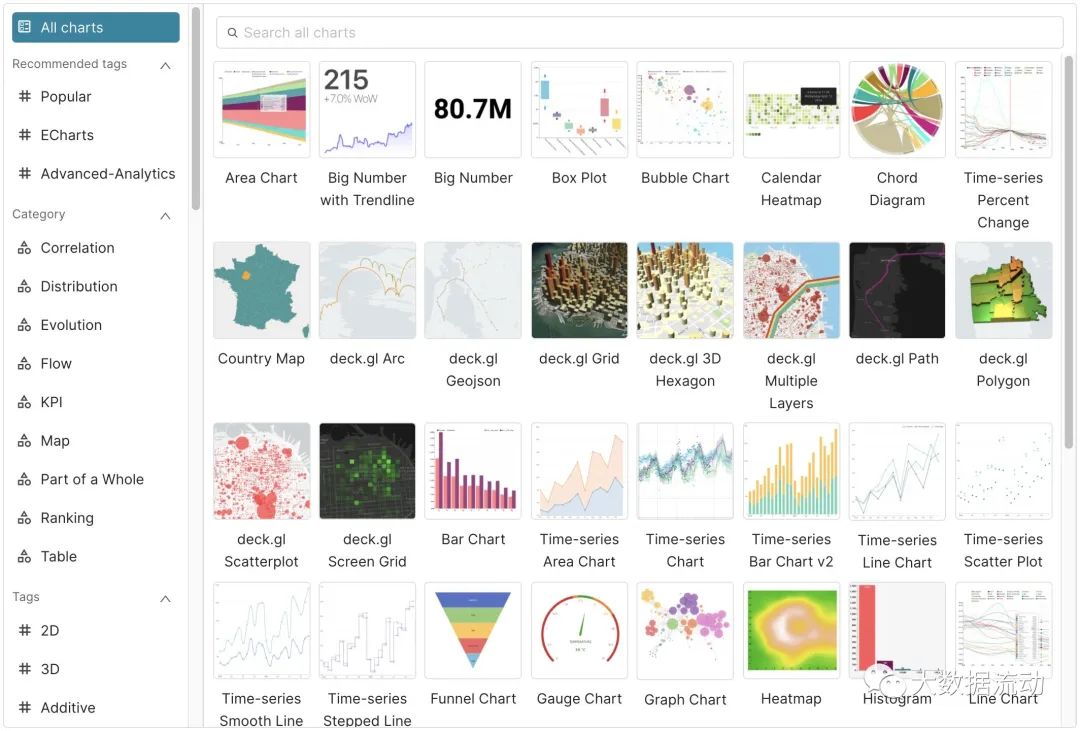 All charts
Recommended tags
Popular
ECharts
Advanced-Analytics
Category
Correlation
Distribution
Evolution
Flow
KPI
Map
Part of a Whole
Ranking
Table
Tags
2D
3D
Additive
Search all charts
215
+7.0% WoW
80.7M
Area Chart
Big Number
with Trendline
Big Number
Box Plot
Bubble Chart
Calendar
Heatmap
Chord
Diagram
Time-series
Percent
Change
Country Map
deck.gl Arc
deck.gl
Geojson
deck.gl Grid
deck.gl 3D
Hexagon
deck.gl
Multiple
Layers
deck.gl Path
deck.gl
Polygon
deck.gl
Scatterplot
deck.gl
Screen Grid
Bar Chart
Time-series
Area Chart
Time-series
Chart
Time-series
Bar Chart v2
Time-series
Line Chart
Time-series
Scatter Plot
Time-series
Smooth Line
Time-series
Stepped Line
Funnel Chart
Gauge Chart
Graph Chart
Heatmap
Histogram
Line Chart
大数据流动